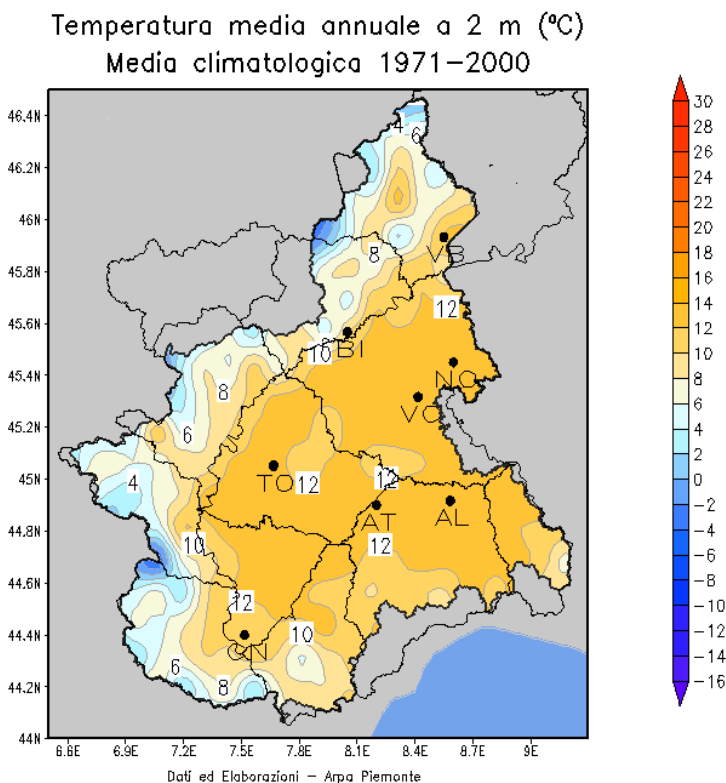 Temperatura media annuale a 2 m (°C)
Media climatologica 1971−2000
46.4N
46.2N
46N
45.8N
45.6N
45.4N
45.2N
45N
44.8N
44.6N
44.4N
44.2N
44N
6.6E 6.9E 7.2E 7.5E 7.8E 8.1E 8.4E 8.7E 9E
4
6
8
VB
12
10
BI
NO
8
VC
6
4
TO
12
12
AT
AL
10
12
12
CN
10
6
8
30
28
26
24
22
20
18
16
14
12
10
8
6
4
2
0
−2
−4
−6
−8
−10
−12
−14
−16
Dati ed Elaborazioni − Arpa Piemonte